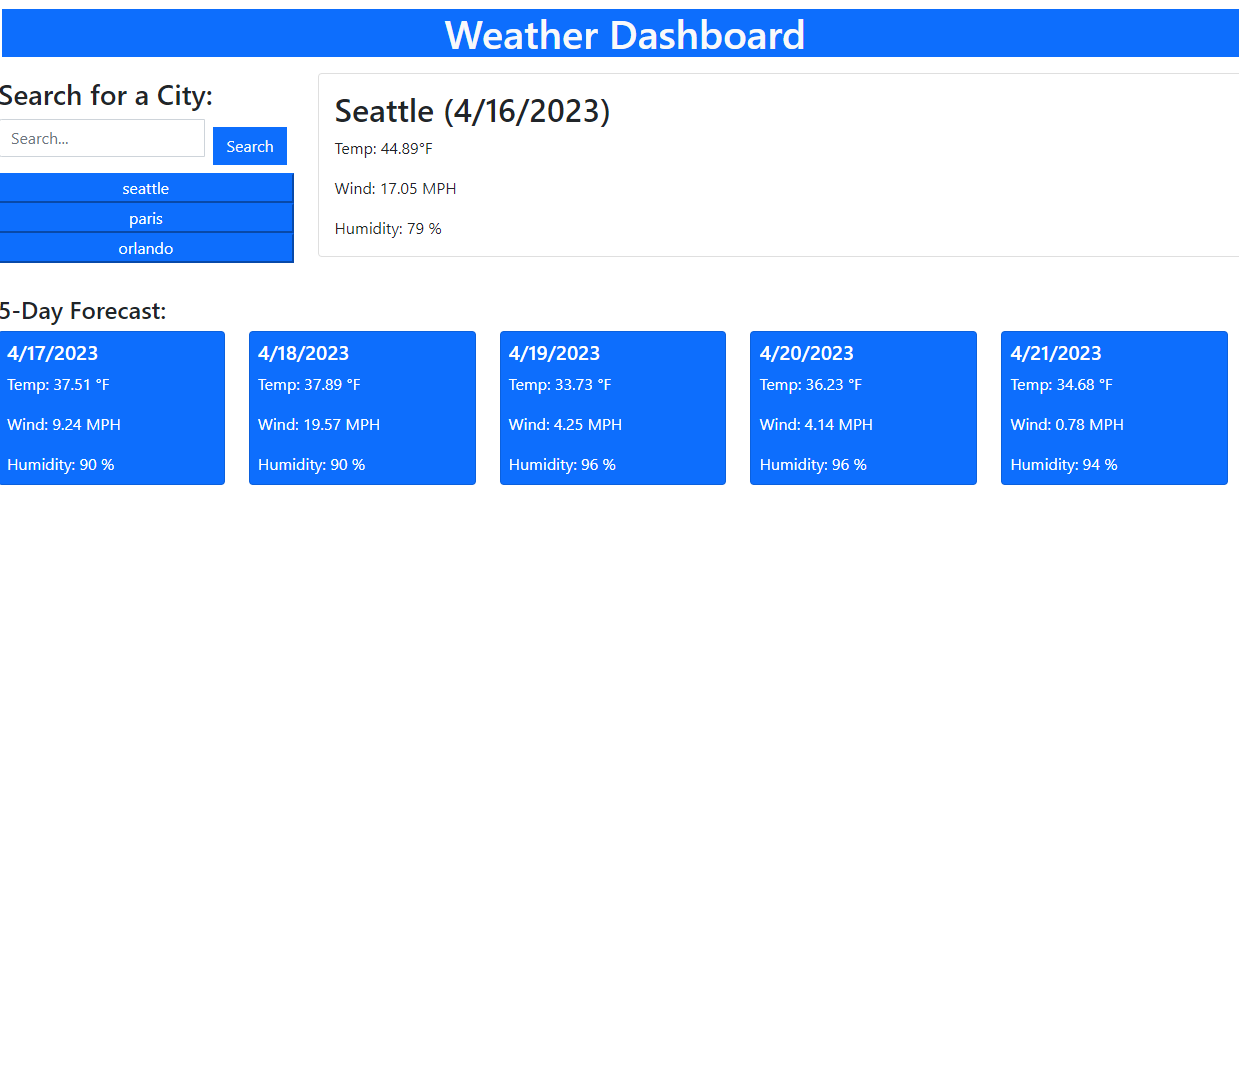 Weather Dashboard
Search for a City:
Search...
Search
seattle
paris
orlando
Seattle (4/16/2023)
Temp: 44.89°F
Wind: 17.05 MPH
Humidity: 79 %
5-Day Forecast:
4/17/2023
Temp: 37.51 °F
Wind: 9.24 MPH
Humidity: 90 %
4/18/2023
Temp: 37.89 °F
Wind: 19.57 MPH
Humidity: 90 %
4/19/2023
Temp: 33.73 °F
Wind: 4.25 MPH
Humidity: 96 %
4/20/2023
Temp: 36.23 °F
Wind: 4.14 MPH
Humidity: 96 %
4/21/2023
Temp: 34.68 °F
Wind: 0.78 MPH
Humidity: 94 %